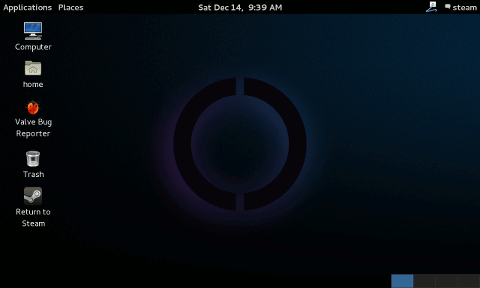 Applications Places Sat Dec 14, 9:39 AM steam
Computer
home
Valve Bug
Reporter
Trash
Return to
Steam